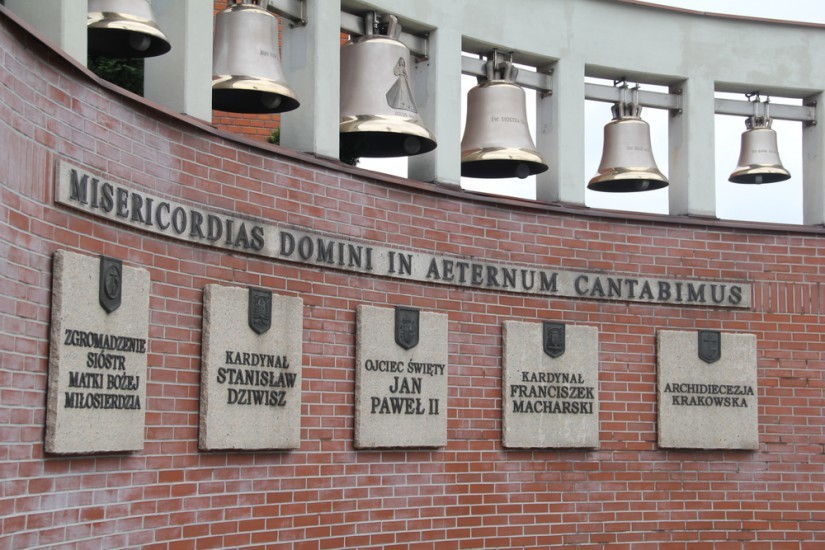 MISERICORDIAS DOMINI IN AETERNUM CANTABIMUS
ZGROMADZENIE
SIÓSTR
MATKI BOŻEJ
MIŁOSIERDZIA
KARDYNAŁ
STANISŁAW
DZIWISZ
OJCIEC ŚWIĘTY
JAN
PAWEŁ II
KARDYNAŁ
FRANCISZEK
MACHARSKI
ARCHIDIECEZJA
KRAKOWSKA